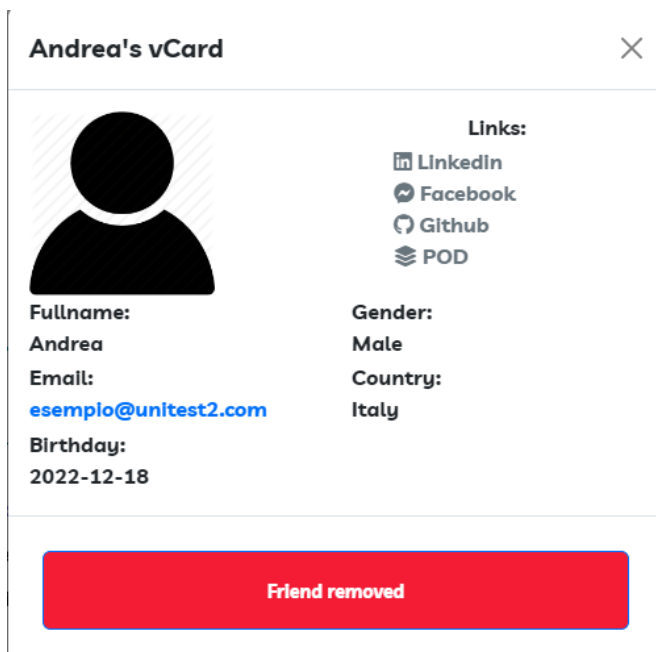 Andrea's vCard
Links:
Linkedin
Facebook
Github
POD
Fullname:
Andrea
Gender:
Male
Email:
esempio@unitest2.com
Country:
Italy
Birthday:
2022-12-18
Friend removed